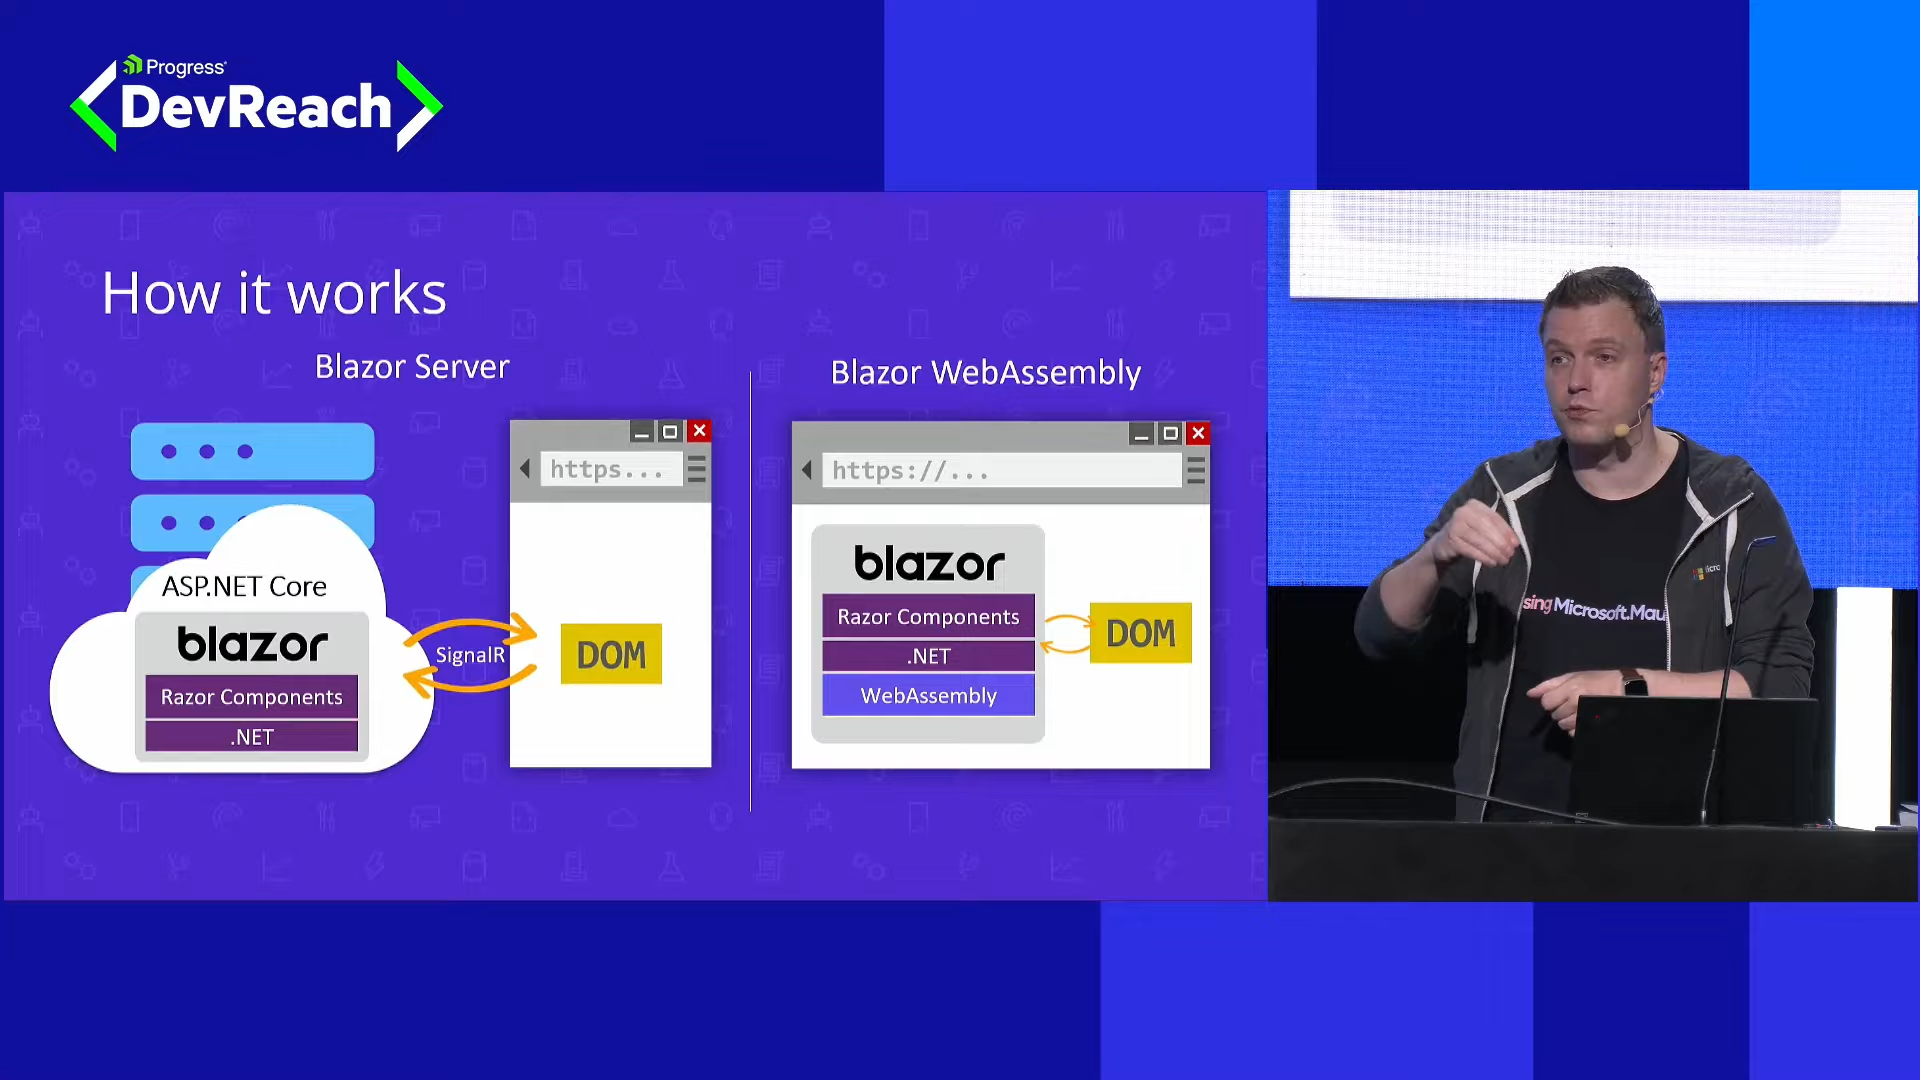 Progress
DevReach
How it works
Blazor Server
Blazor WebAssembly
https...
https://...
ASP.NET Core
blazor
Razor Components
.NET
SignalR
DOM
blazor
Razor Components
.NET
WebAssembly
DOM
sing Microsoft.Mau